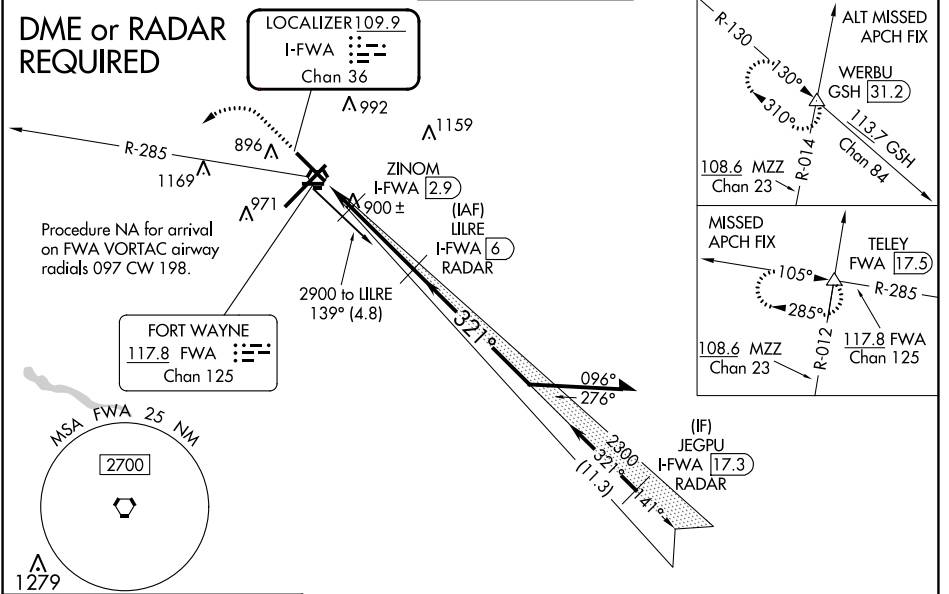 DME or RADAR
REQUIRED
LOCALIZER 109.9
I-FWA
Chan 36
992
1159
896
R-285
1169
971
ZINOM
I-FWA 2.9
900 ±
(IAF)
LILRE
I-FWA 6
RADAR
Procedure NA for arrival
on FWA VORTAC airway
radials 097 CW 198.
2900 to LILRE
139° (4.8)
FORT WAYNE
117.8 FWA
Chan 125
321°
096°
276°
2300
321°
141°
(11.3)
(IF)
JEGPU
I-FWA 17.3
RADAR
MSA FWA 25 NM
2700
1279
ALT MISSED
APCH FIX
R-130
130°
310°
WERBU
GSH 31.2
113.7 GSH
Chan 84
R-014
108.6 MZZ
Chan 23
MISSED
APCH FIX
TELEY
FWA 17.5
105°
285°
R-285
R-012
117.8 FWA
Chan 125
108.6 MZZ
Chan 23